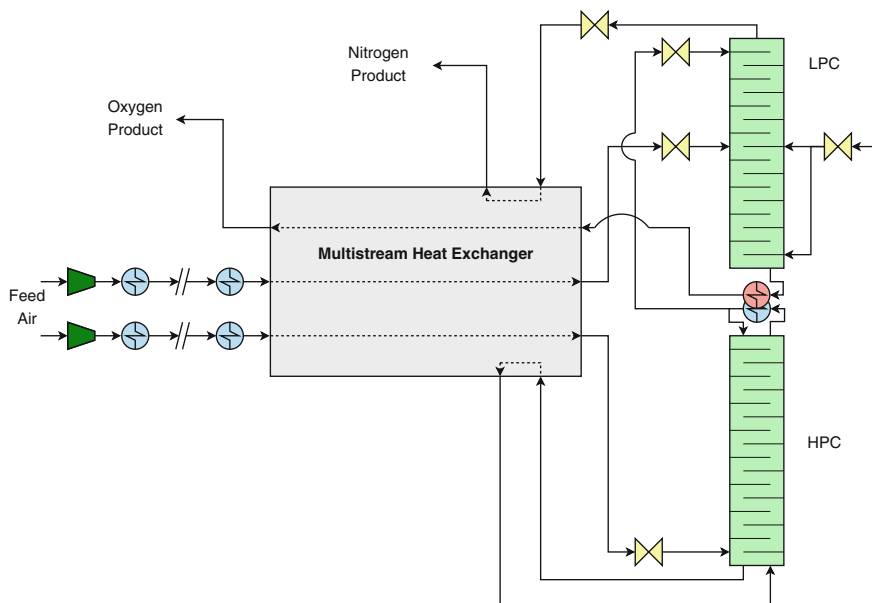 Nitrogen
Product
LPC
Oxygen
Product
Multistream Heat Exchanger
Feed
Air
HPC